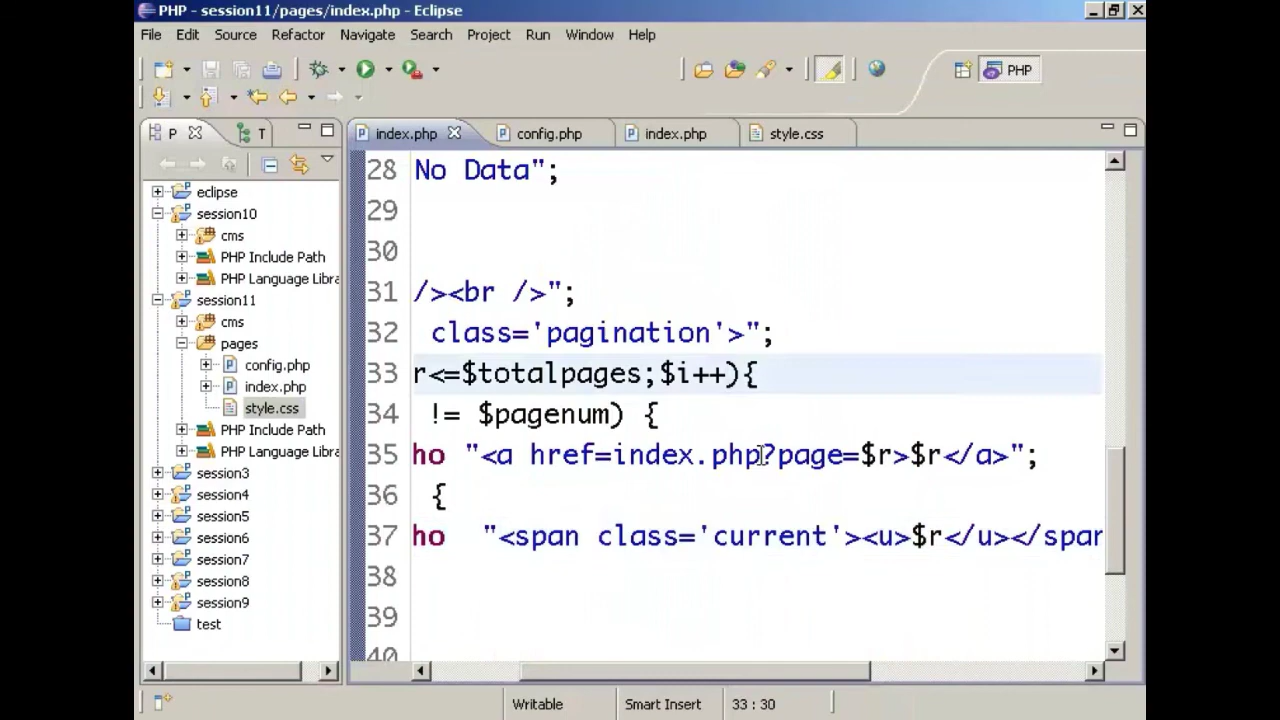 PHP - session11/pages/index.php - Eclipse
File Edit Source Refactor Navigate Search Project Run Window Help
PHP
P T
index.php config.php index.php style.css
eclipse
session10
cms
PHP Include Path
PHP Language Libra
session11
cms
pages
config.php
index.php
style.css
PHP Include Path
PHP Language Libra
session3
session4
session5
session6
session7
session8
session9
test
28 No Data";
29
30
31 /><br />";
32 class='pagination'>";
33 r<=$totalpages;$i++){
34 != $pagenum) {
35 ho "<a href=index.php?page=$r>$r</a>";
36 {
37 ho "<span class='current'><u>$r</u></span
38
39
40
Writable Smart Insert 33 : 30